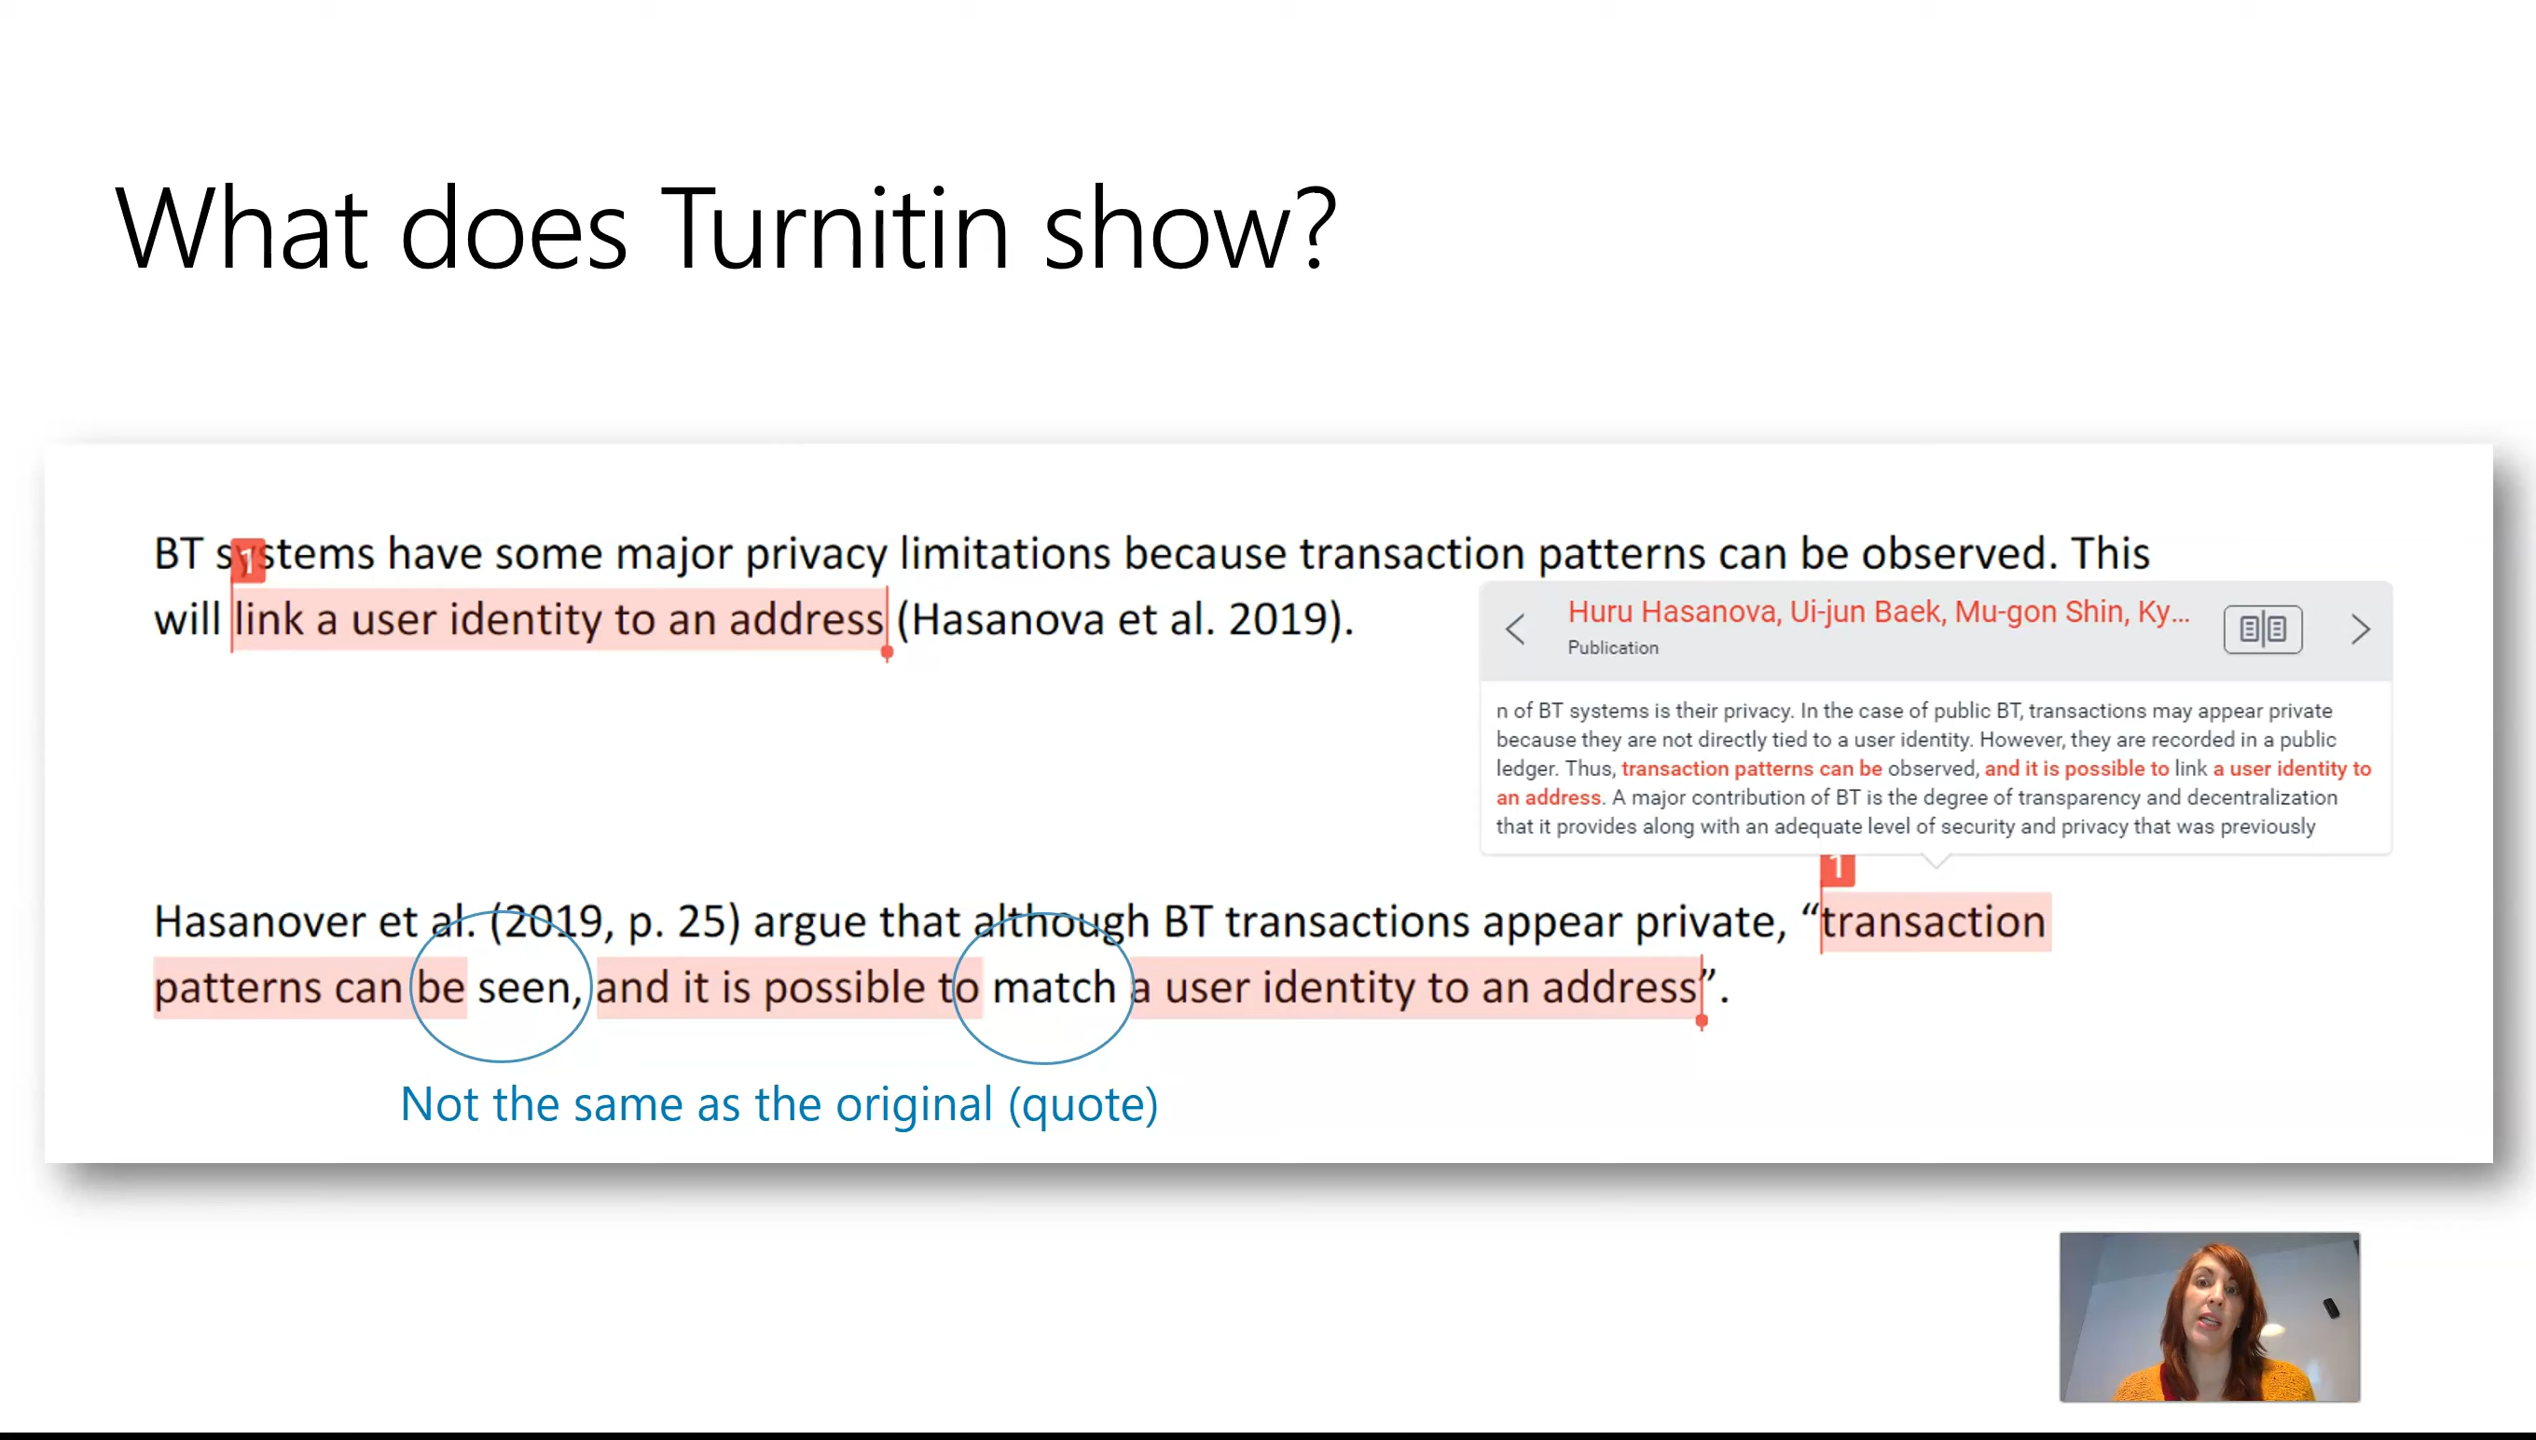 What does Turnitin show?
BT systems have some major privacy limitations because transaction patterns can be observed. This
1
will link a user identity to an address (Hasanova et al. 2019).
Huru Hasanova, Ui-jun Baek, Mu-gon Shin, Ky...
Publication
n of BT systems is their privacy. In the case of public BT, transactions may appear private
because they are not directly tied to a user identity. However, they are recorded in a public
ledger. Thus, transaction patterns can be observed, and it is possible to link a user identity to
an address. A major contribution of BT is the degree of transparency and decentralization
that it provides along with an adequate level of security and privacy that was previously
1
Hasanover et al. (2019, p. 25) argue that although BT transactions appear private, “transaction
patterns can be seen, and it is possible to match a user identity to an address”.
Not the same as the original (quote)